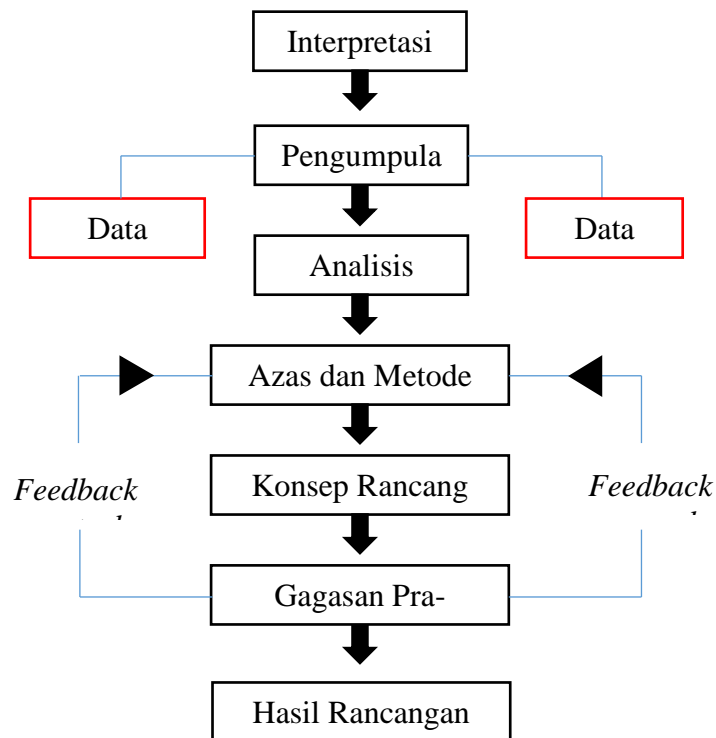 Interpretasi
Pengumpula
Data
Data
Analisis
Azas dan Metode
Konsep Rancang
Feedback
Feedback
Gagasan Pra-
Hasil Rancangan